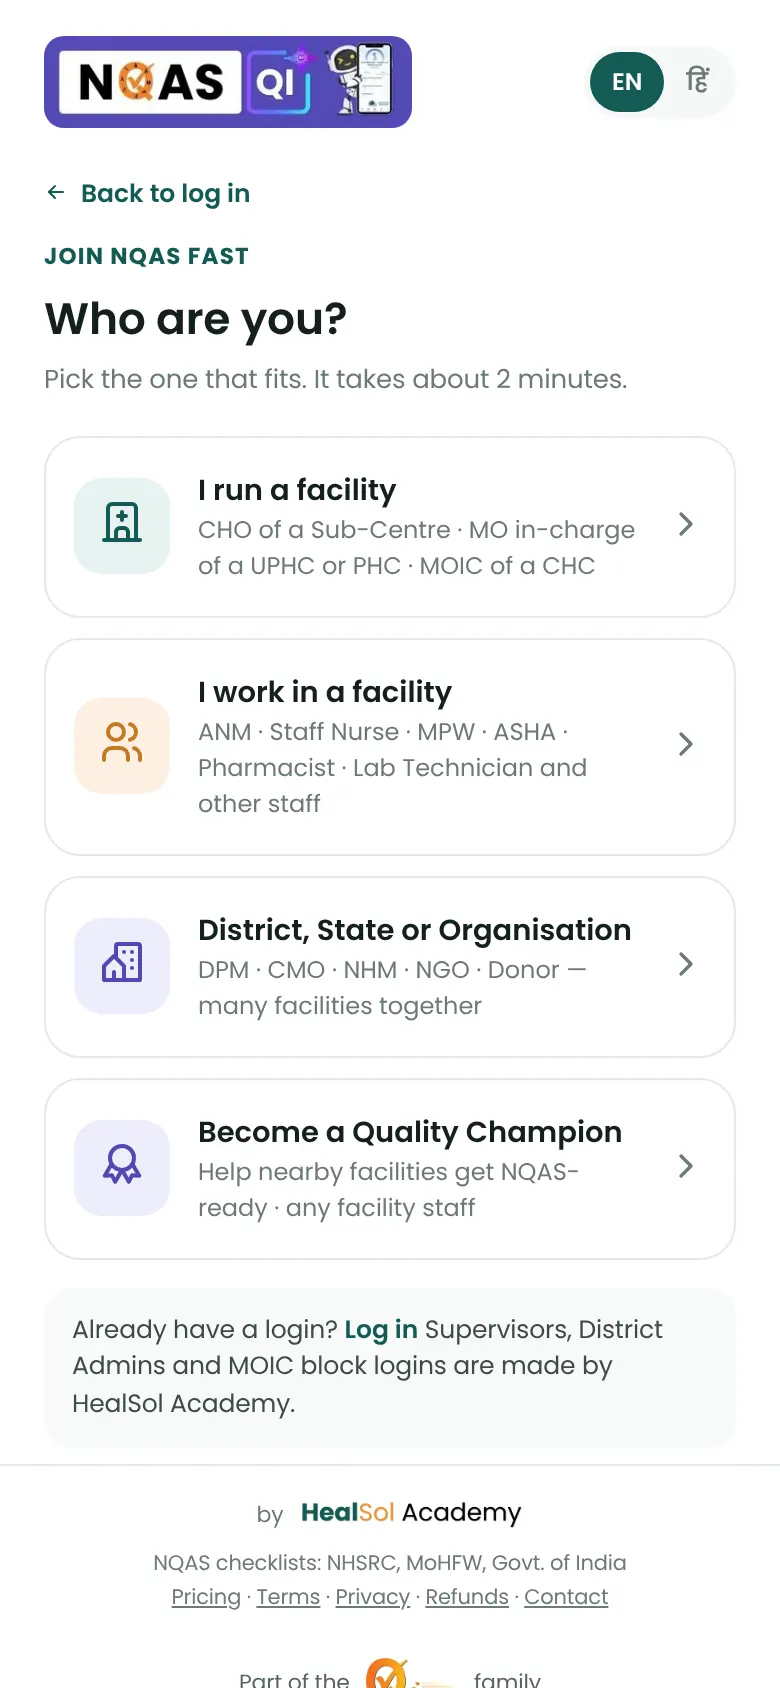 NQAS QI
EN हिं
← Back to log in
JOIN NQAS FAST
Who are you?
Pick the one that fits. It takes about 2 minutes.
I run a facility
CHO of a Sub-Centre · MO in-charge
of a UPHC or PHC · MOIC of a CHC
I work in a facility
ANM · Staff Nurse · MPW · ASHA ·
Pharmacist · Lab Technician and
other staff
District, State or Organisation
DPM · CMO · NHM · NGO · Donor —
many facilities together
Become a Quality Champion
Help nearby facilities get NQAS-
ready · any facility staff
Already have a login? Log in Supervisors, District
Admins and MOIC block logins are made by
HealSol Academy.
by HealSol Academy
NQAS checklists: NHSRC, MoHFW, Govt. of India
Pricing · Terms · Privacy · Refunds · Contact
Part of the family